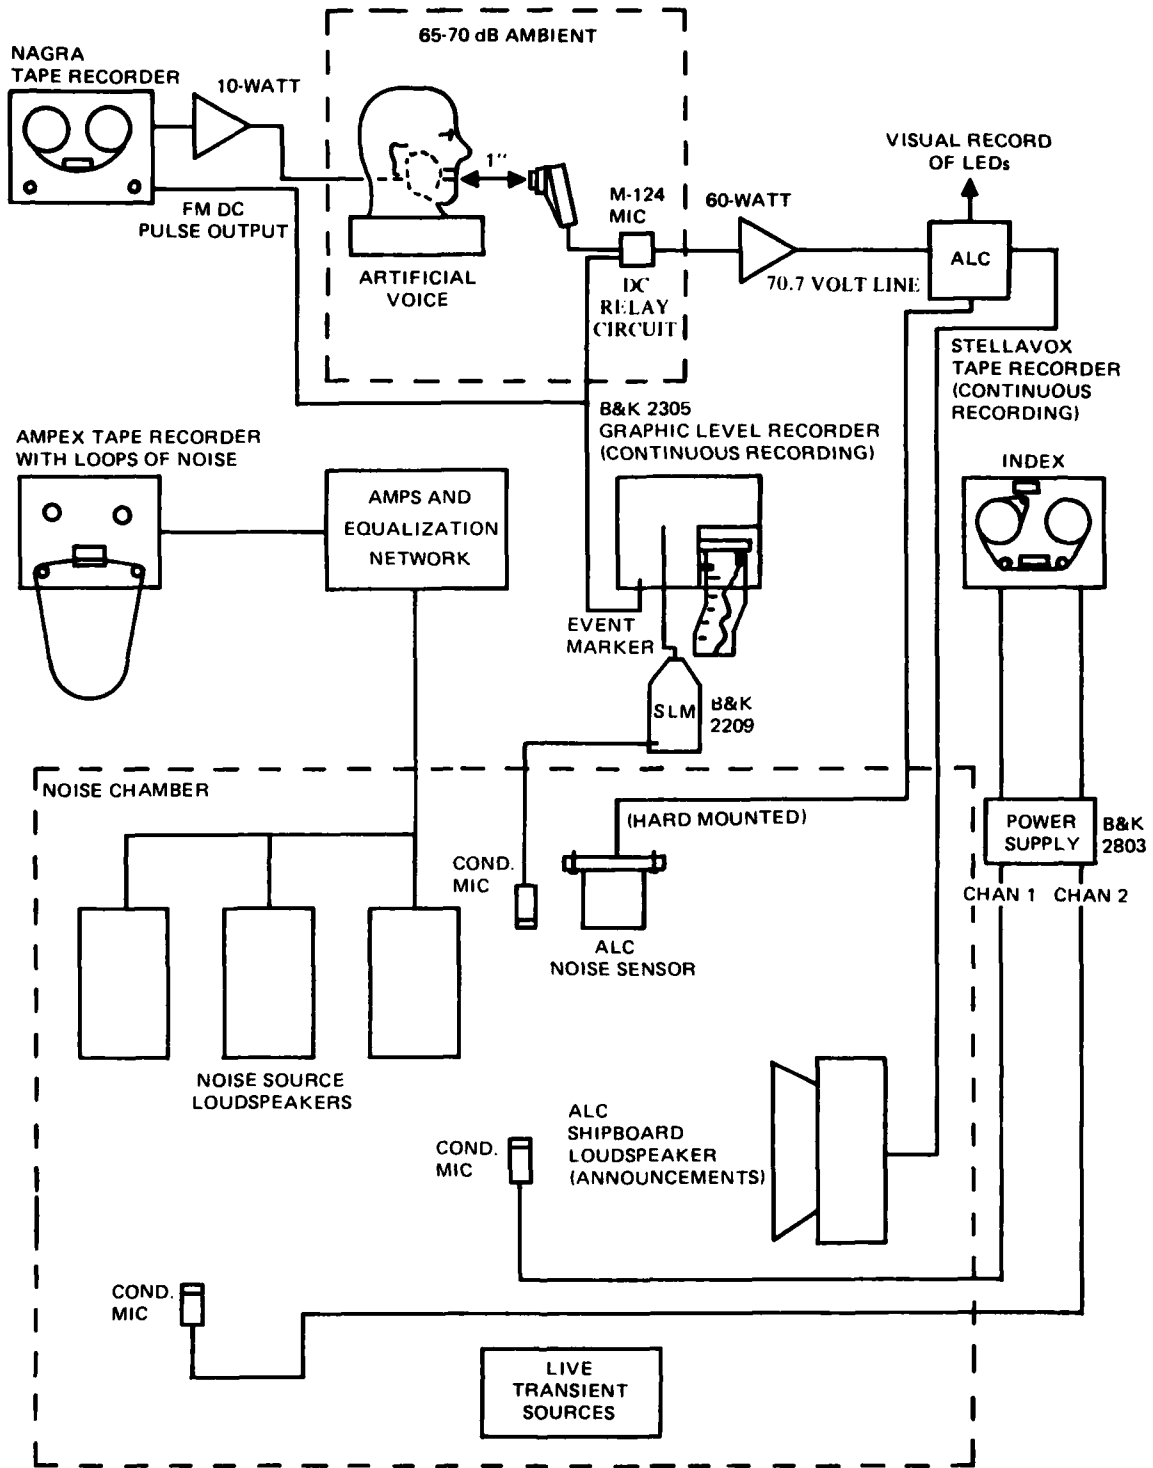 65-70 dB AMBIENT
NAGRA
TAPE RECORDER
10-WATT
1"
FM DC
PULSE OUTPUT
ARTIFICIAL
VOICE
M-124
MIC
DC
RELAY
CIRCUIT
60-WATT
70.7 VOLT LINE
VISUAL RECORD
OF LEDs
ALC
STELLAVOX
TAPE RECORDER
(CONTINUOUS
RECORDING)
INDEX
B&K 2305
GRAPHIC LEVEL RECORDER
(CONTINUOUS RECORDING)
AMPEX TAPE RECORDER
WITH LOOPS OF NOISE
AMPS AND
EQUALIZATION
NETWORK
EVENT
MARKER
SLM
B&K
2209
NOISE CHAMBER
(HARD MOUNTED)
POWER
SUPPLY
B&K
2803
CHAN 1
CHAN 2
COND.
MIC
ALC
NOISE SENSOR
NOISE SOURCE
LOUDSPEAKERS
ALC
SHIPBOARD
LOUDSPEAKER
(ANNOUNCEMENTS)
COND.
MIC
COND.
MIC
LIVE
TRANSIENT
SOURCES